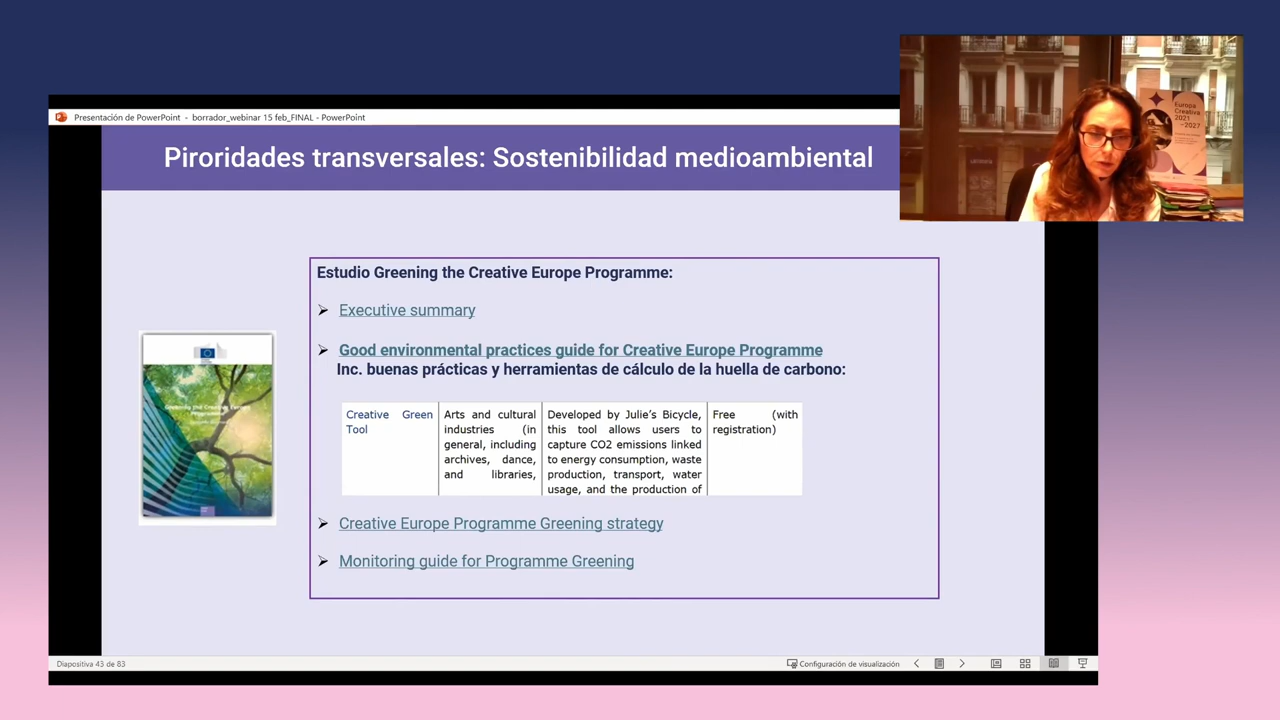 Presentación de PowerPoint - borrador_webinar 15 feb_FINAL - PowerPoint
Piroridades transversales: Sostenibilidad medioambiental
Europa
Creativa
2021
-2027
Estudio Greening the Creative Europe Programme:
Executive summary
Good environmental practices guide for Creative Europe Programme
Inc. buenas prácticas y herramientas de cálculo de la huella de carbono:
Greening the Creative Europe
Programme
Creative Green
Tool
Arts and cultural
industries (in
general, including
archives, dance,
and libraries,
Developed by Julie's Bicycle,
this tool allows users to
capture CO2 emissions linked
to energy consumption, waste
production, transport, water
usage, and the production of
Free (with
registration)
Creative Europe Programme Greening strategy
Monitoring guide for Programme Greening
Diapositiva 43 de 83
Configuración de visualización